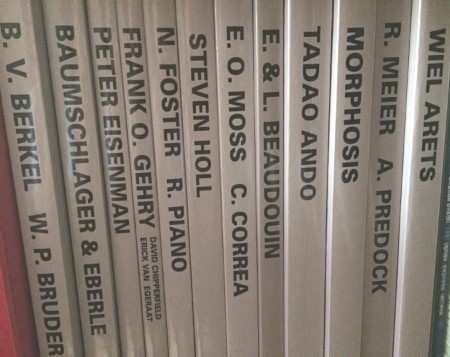 B. V. BERKEL W. P. BRUDER
BAUMSCHLAGER & EBERLE
PETER EISENMAN
FRANK O. GEHRY
DAVID CHIPPERFIELD
ERICK VAN EGERAAT
N. FOSTER R. PIANO
STEVEN HOLL
E. O. MOSS C. CORREA
E. & L. BEAUDOUIN
TADAO ANDO
MORPHOSIS
R. MEIER A. PREDOCK
WIEL ARETS